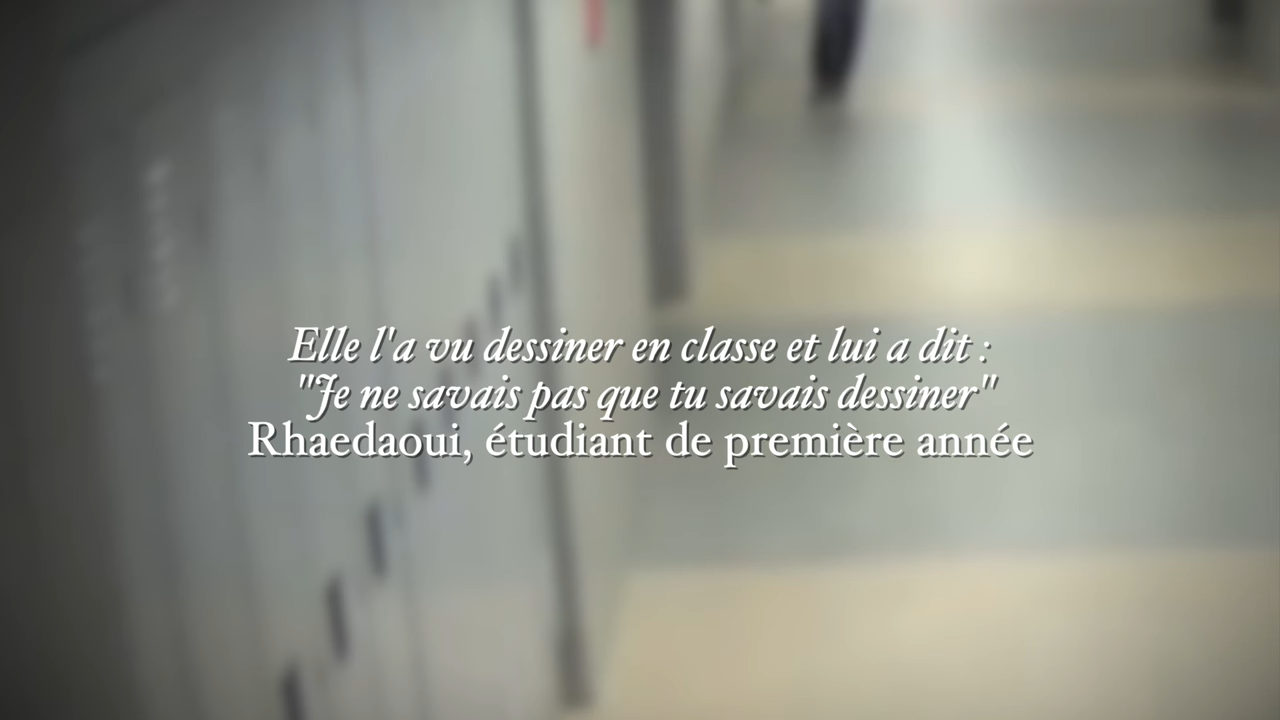 Elle l'a vu dessiner en classe et lui a dit :
"Je ne savais pas que tu savais dessiner"
Rhaedaoui, étudiant de première année